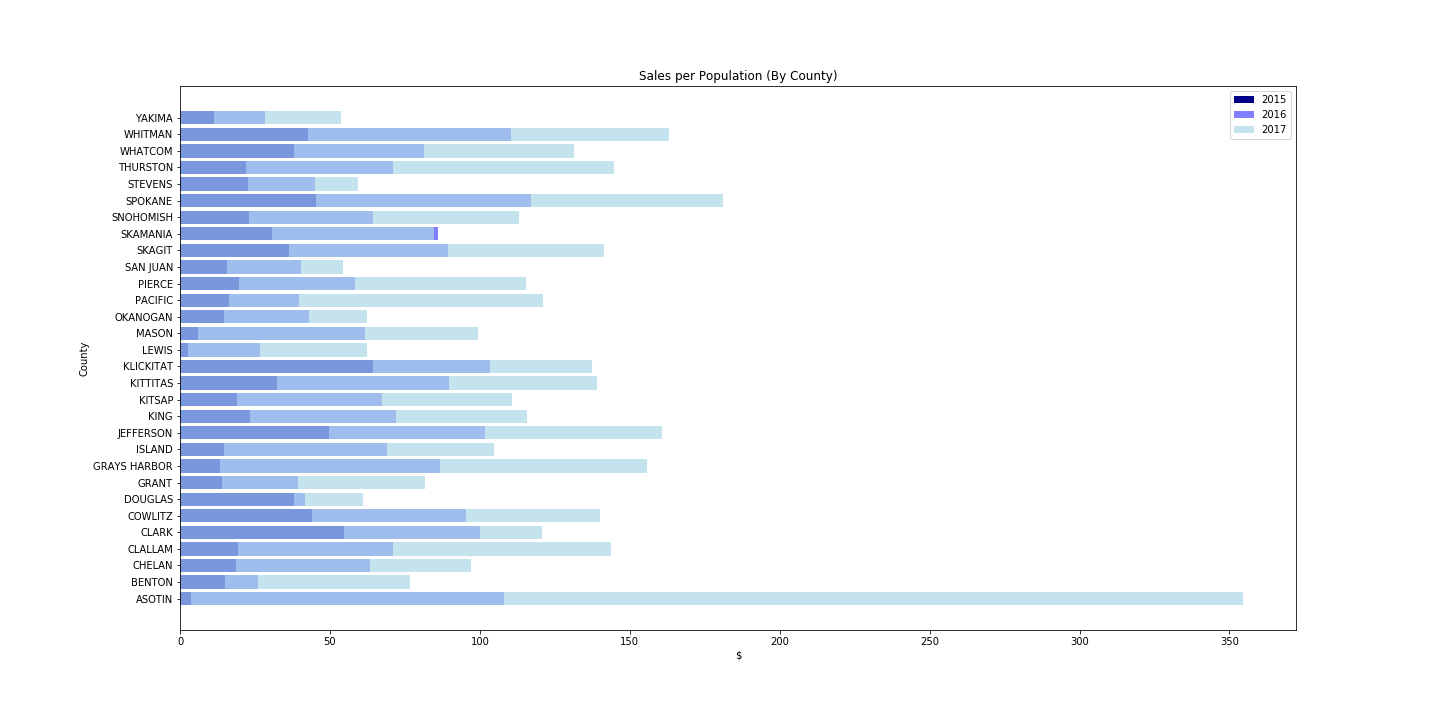 Sales per Population (By County)
2015
2016
2017
YAKIMA
WHITMAN
WHATCOM
THURSTON
STEVENS
SPOKANE
SNOHOMISH
SKAMANIA
SKAGIT
SAN JUAN
PIERCE
PACIFIC
OKANOGAN
MASON
LEWIS
KLICKITAT
KITTITAS
KITSAP
KING
JEFFERSON
ISLAND
GRAYS HARBOR
GRANT
DOUGLAS
COWLITZ
CLARK
CLALLAM
CHELAN
BENTON
ASOTIN
County
0 50 100 150 200 250 300 350
$